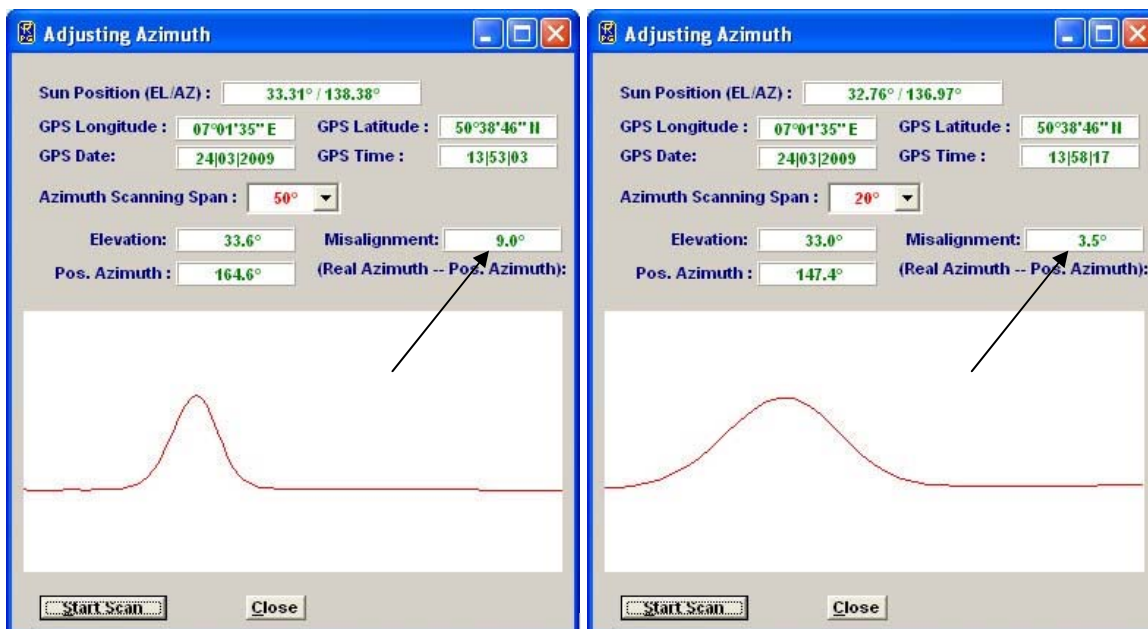 Adjusting Azimuth
Sun Position (EL/AZ) : 33.31° / 138.38°
GPS Longitude : 07°01'35" E GPS Latitude : 50°38'46" N
GPS Date: 24|03|2009 GPS Time : 13|53|03
Azimuth Scanning Span : 50°
Elevation: 33.6° Misalignment: 9.0°
Pos. Azimuth : 164.6° (Real Azimuth -- Pos. Azimuth):
Start Scan Close
Adjusting Azimuth
Sun Position (EL/AZ) : 32.76° / 136.97°
GPS Longitude : 07°01'35" E GPS Latitude : 50°38'46" N
GPS Date: 24|03|2009 GPS Time : 13|58|17
Azimuth Scanning Span : 20°
Elevation: 33.0° Misalignment: 3.5°
Pos. Azimuth : 147.4° (Real Azimuth -- Pos. Azimuth):
Start Scan Close